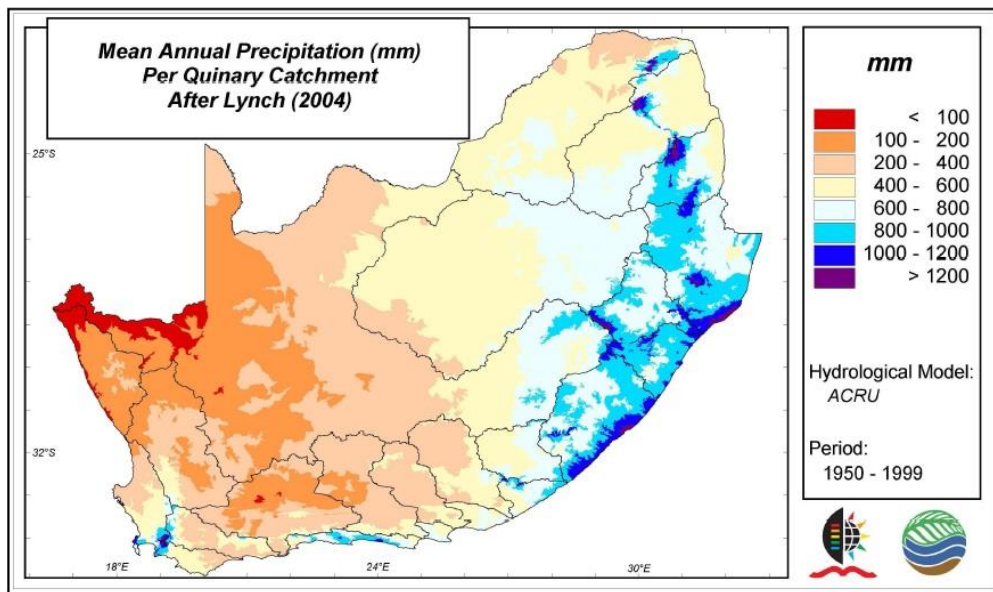 Mean Annual Precipitation (mm)
Per Quinary Catchment
After Lynch (2004)
mm
< 100
100 - 200
200 - 400
400 - 600
600 - 800
800 - 1000
1000 - 1200
> 1200
Hydrological Model:
ACRU
Period:
1950 - 1999
25°S
32°S
18°E
24°E
30°E